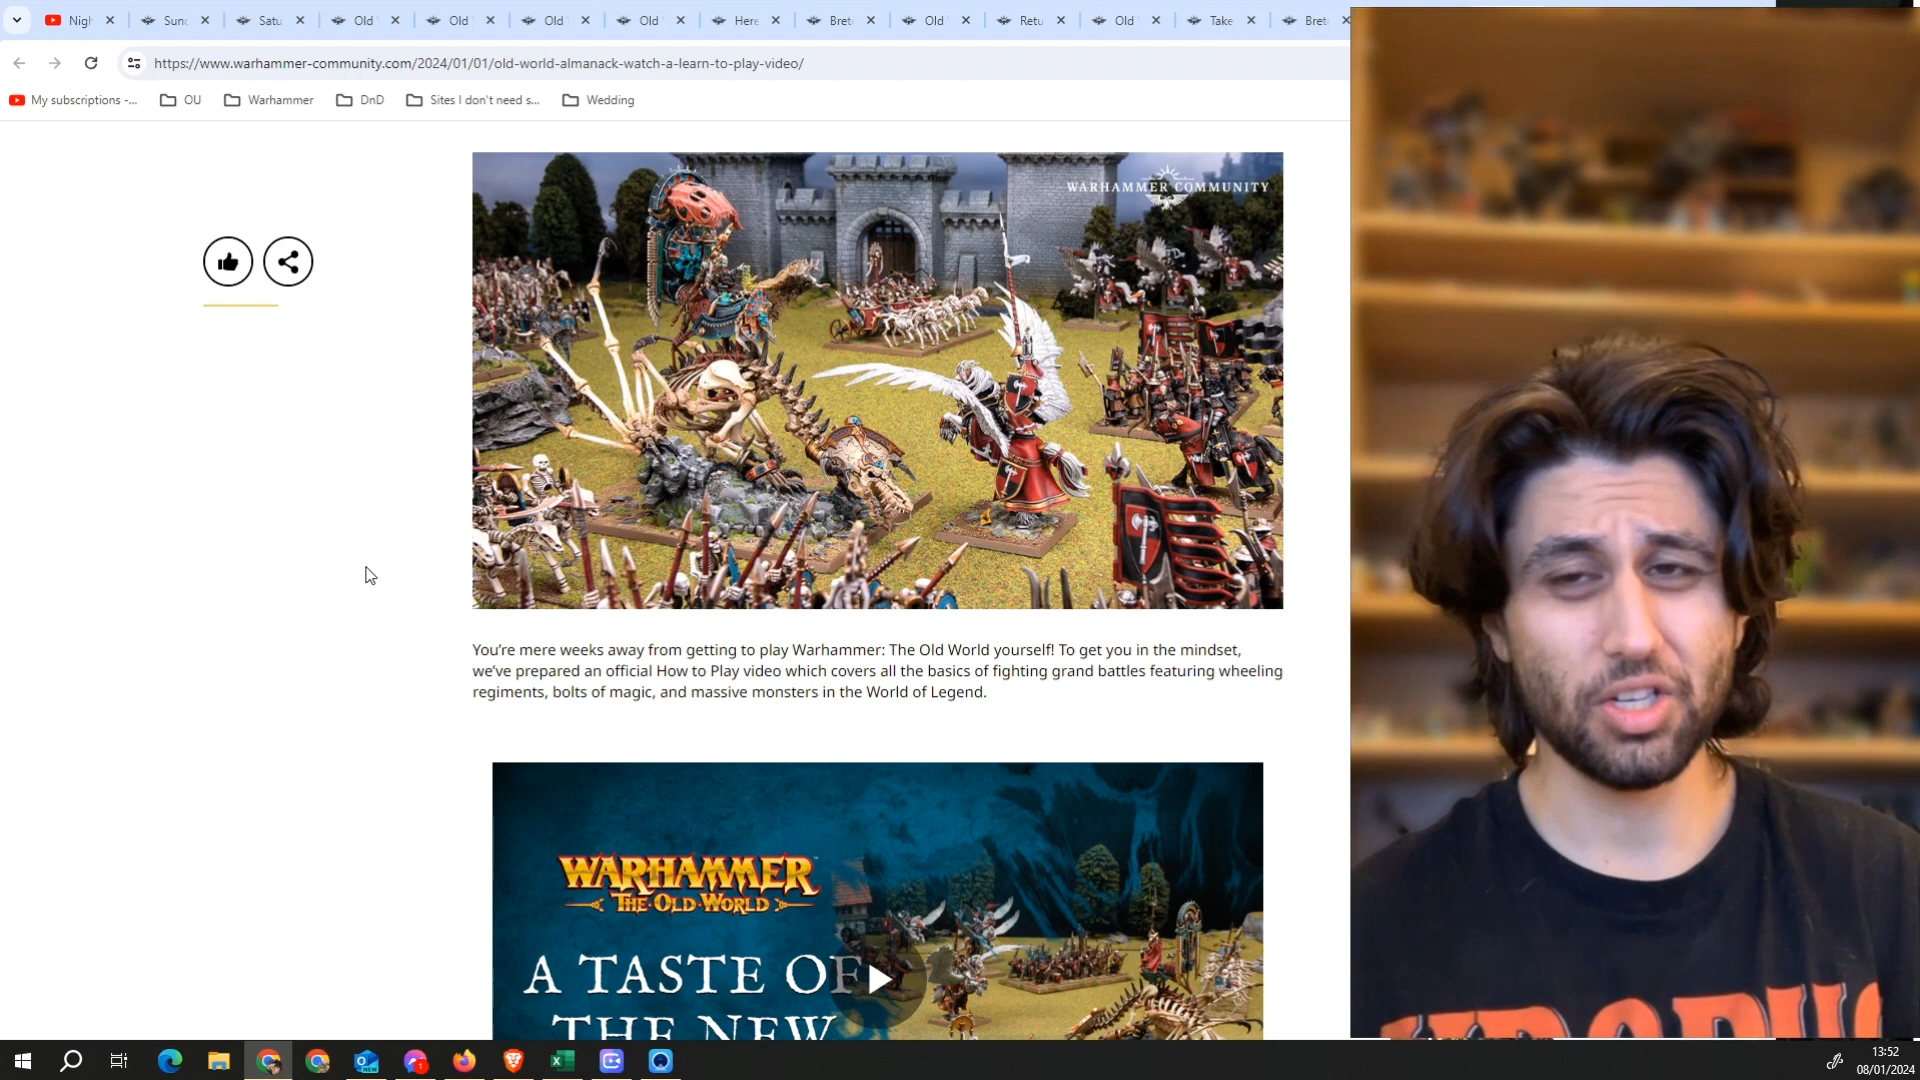 Nigh
Sund
Satu
Old
Old
Old
Old
Here
Bret
Old
Retu
Old
Take
Bret
https://www.warhammer-community.com/2024/01/01/old-world-almanack-watch-a-learn-to-play-video/
My subscriptions -...
OU
Warhammer
DnD
Sites I don't need s...
Wedding
WARHAMMER COMMUNITY
You're mere weeks away from getting to play Warhammer: The Old World yourself! To get you in the mindset,
we've prepared an official How to Play video which covers all the basics of fighting grand battles featuring wheeling
regiments, bolts of magic, and massive monsters in the World of Legend.
WARHAMMER
THE OLD WORLD
A TASTE OF
THE NEW
13:52
08/01/2024